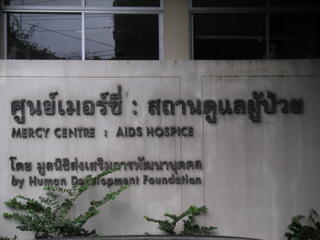 ศูนย์เมอร์ซี่ : สถานดูแลผู้ป่วย
MERCY CENTRE : AIDS HOSPICE
โดย มูลนิธิส่งเสริมการพัฒนาบุคคล
by Human Development Foundation